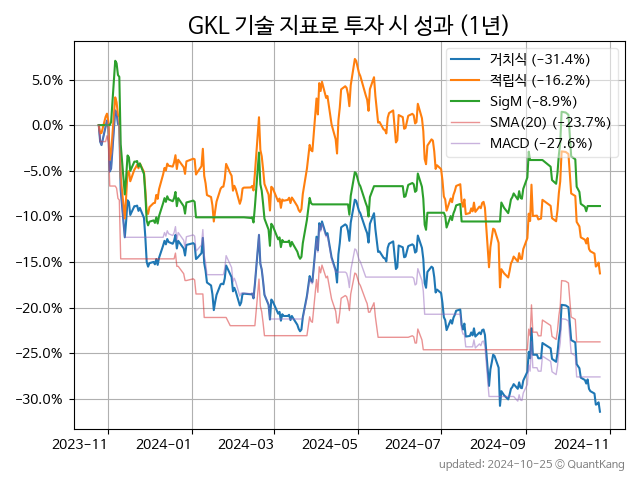 GKL 기술 지표로 투자 시 성과 (1년)
거치식 (−31.4%)
적립식 (−16.2%)
SigM (−8.9%)
SMA(20) (−23.7%)
MACD (−27.6%)
5.0%
0.0%
−5.0%
−10.0%
−15.0%
−20.0%
−25.0%
−30.0%
2023-11 2024-01 2024-03 2024-05 2024-07 2024-09 2024-11
updated: 2024-10-25 © QuantKang